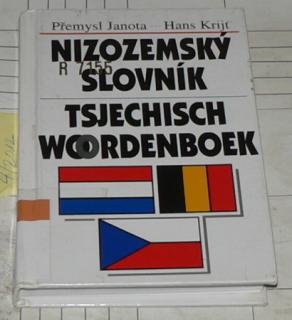 Přemysl Janota — Hans Krijt
NIZOZEMSKÝ
R 7155
SLOVNÍK
TSJECHISCH
WOORDENBOEK